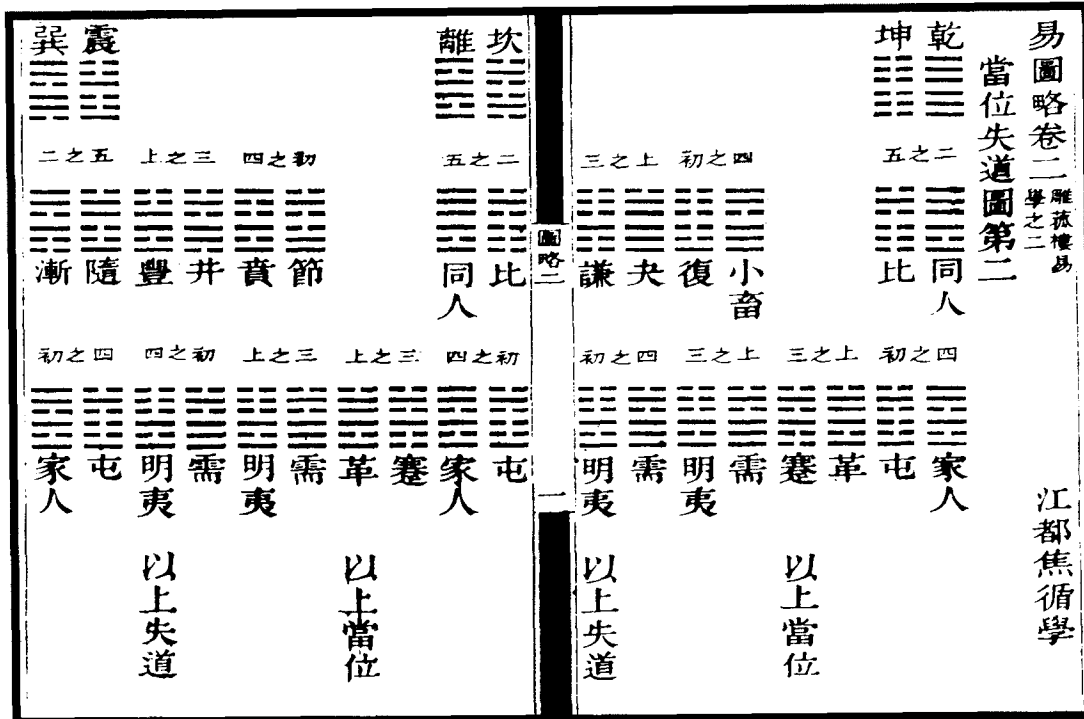 易圖略卷二
雕菰樓易
學之二
江都焦循學
當位失道圖第二
乾
坤
二之五
同人
比
四之初
小畜
復
上之三
夬
謙
四之初
家人
屯
上之三
革
蹇
上之三
需
明夷
四之初
需
明夷
以上當位
以上失道
圖略二
一
坎
離
震
巽
二之五
比
同人
初之四
節
賁
三之上
井
豐
五之二
隨
漸
初之四
屯
家人
三之上
蹇
革
三之上
需
明夷
初之四
需
明夷
四之初
屯
家人
以上當位
以上失道